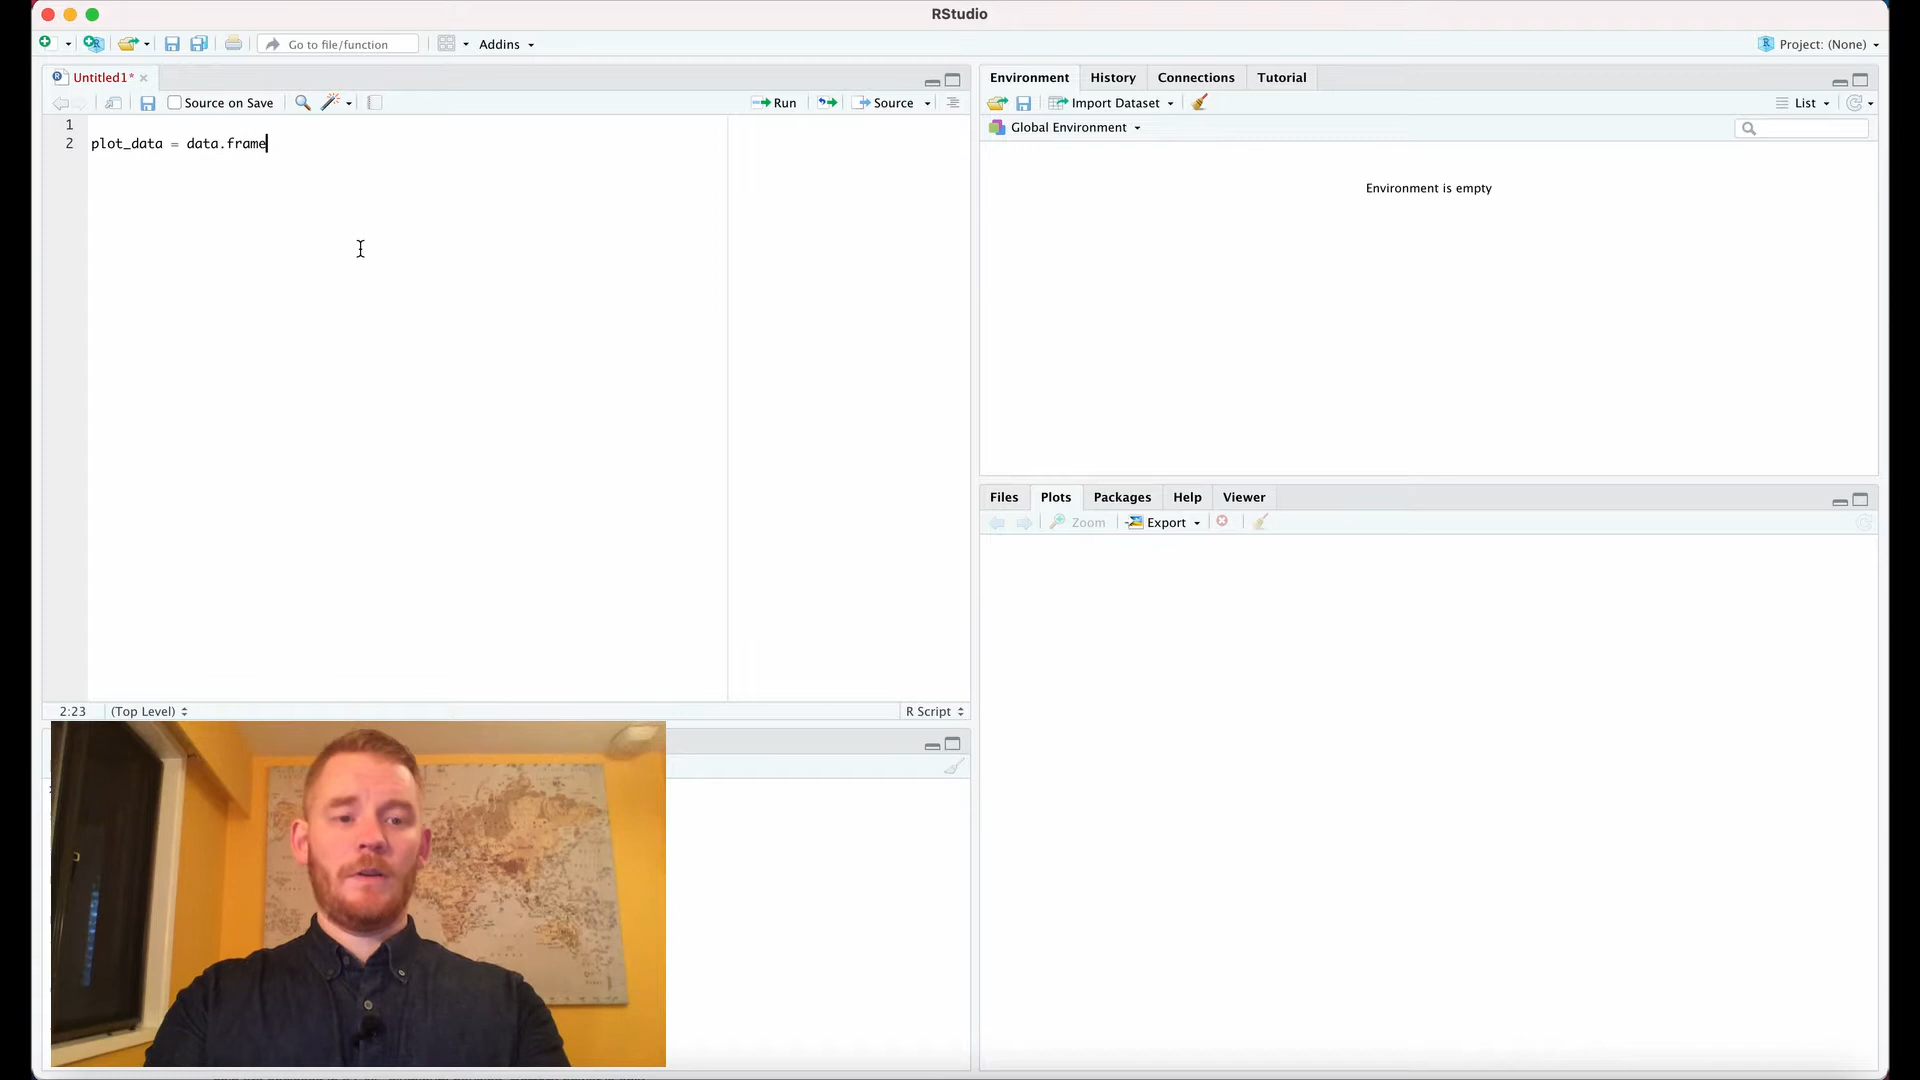 RStudio
Go to file/function
Addins
Project: (None)
Untitled1*
Source on Save
Run
Source
1
2 plot_data = data.frame
2:23
(Top Level)
R Script
Environment
History
Connections
Tutorial
Import Dataset
List
Global Environment
Environment is empty
Files
Plots
Packages
Help
Viewer
Zoom
Export